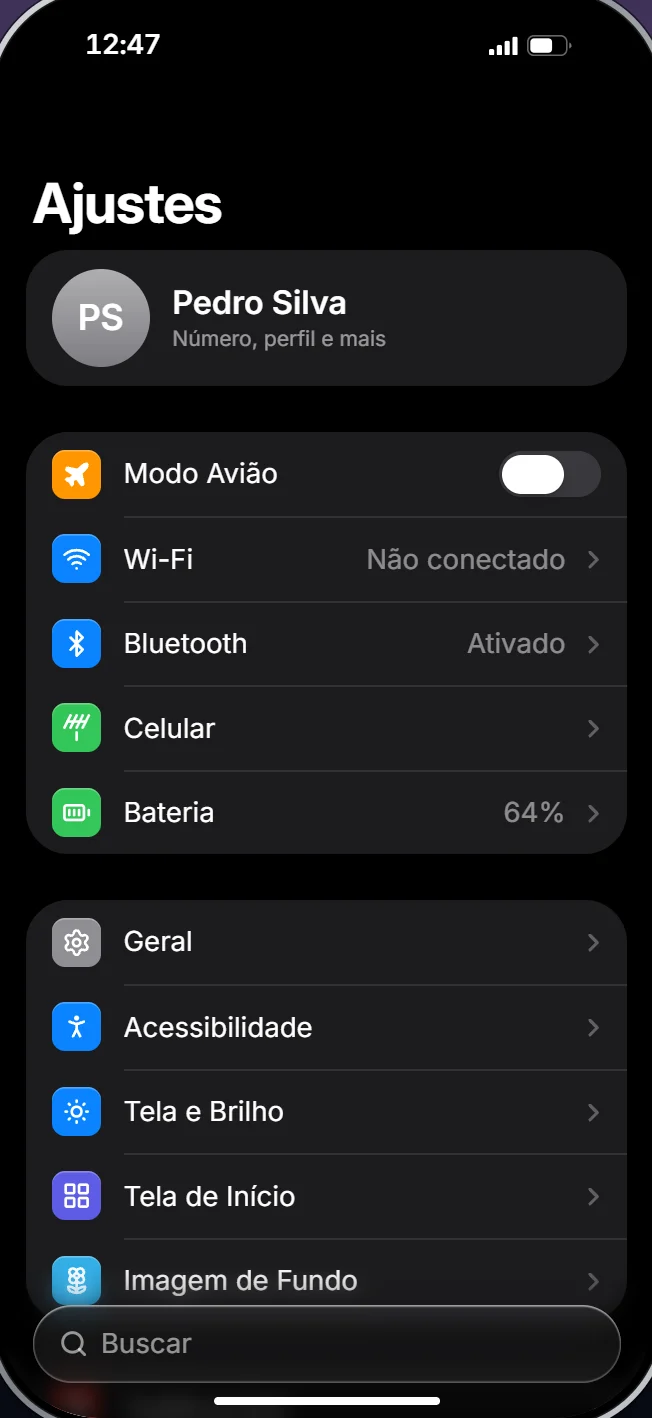 12:47
Ajustes
PS
Pedro Silva
Número, perfil e mais
Modo Avião
Wi-Fi Não conectado
Bluetooth Ativado
Celular
Bateria 64%
Geral
Acessibilidade
Tela e Brilho
Tela de Início
Imagem de Fundo
Buscar